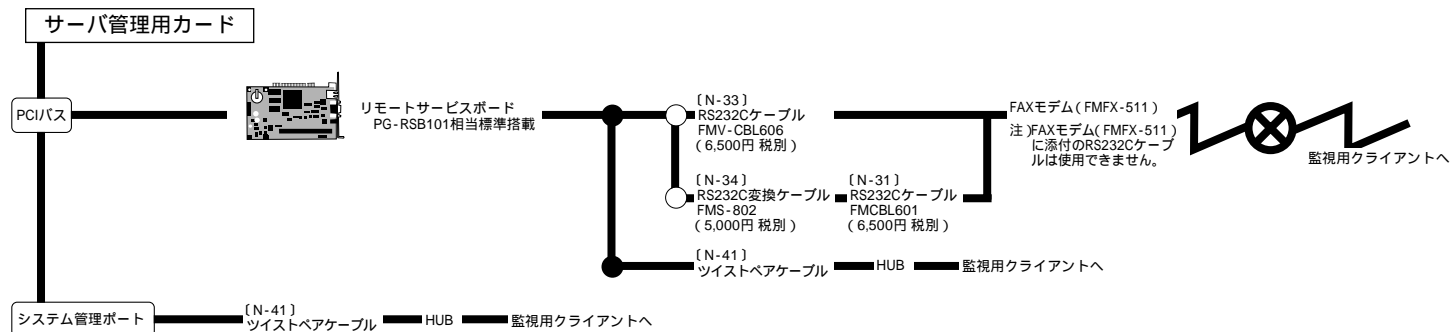 サーバ管理用カード
PCIバス
リモートサービスボード
PG-RSB101相当標準搭載
〔N-33〕
RS232Cケーブル
FMV-CBL606
(6,500円 税別)
〔N-34〕
RS232C変換ケーブル
FMS-802
(5,000円 税別)
〔N-31〕
RS232Cケーブル
FMCBL601
(6,500円 税別)
FAXモデム(FMFX-511)
注)FAXモデム(FMFX-511)
に添付のRS232Cケーブ
ルは使用できません。
監視用クライアントへ
〔N-41〕
ツイストペアケーブル
HUB
監視用クライアントへ
システム管理ポート
〔N-41〕
ツイストペアケーブル
HUB
監視用クライアントへ